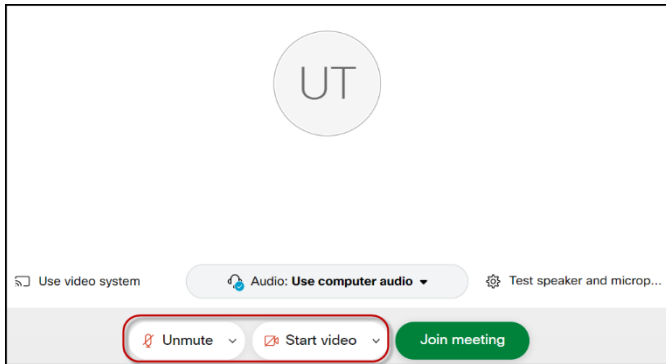 UT
Use video system
Audio: Use computer audio
Test speaker and microp...
Unmute
Start video
Join meeting